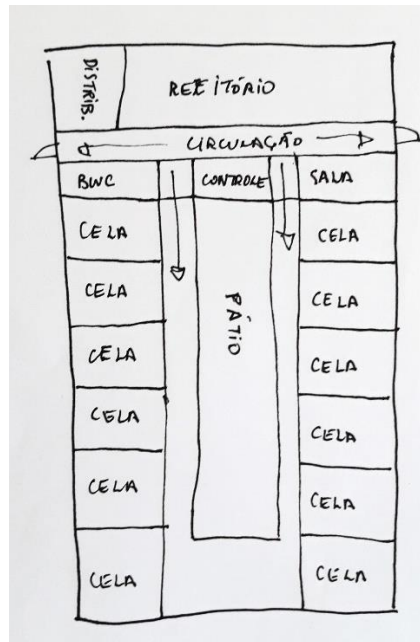 DISTRIB.
REFEITÓRIO
CIRCULAÇÃO
BWC
CONTROLE
SALA
CELA
CELA
CELA
CELA
PÁTIO
CELA
CELA
CELA
CELA
CELA
CELA
CELA
CELA